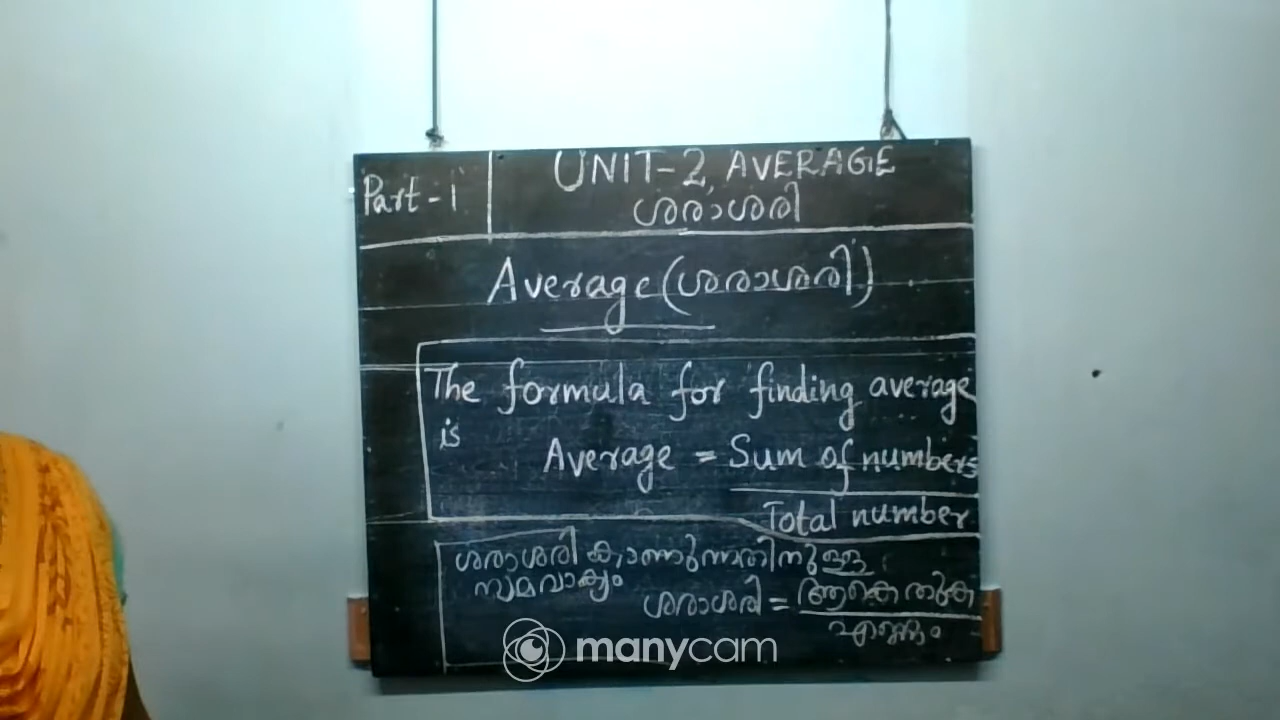 Part - 1
UNIT-2, AVERAGE
ശരാശരി
Average (ശരാശരി)
The formula for finding average
is
Average = Sum of numbers
Total number
ശരാശരി കാണുന്നതിനുള്ള
സമവാക്യം
ശരാശരി = ആകെ തുക
എണ്ണം
manycam